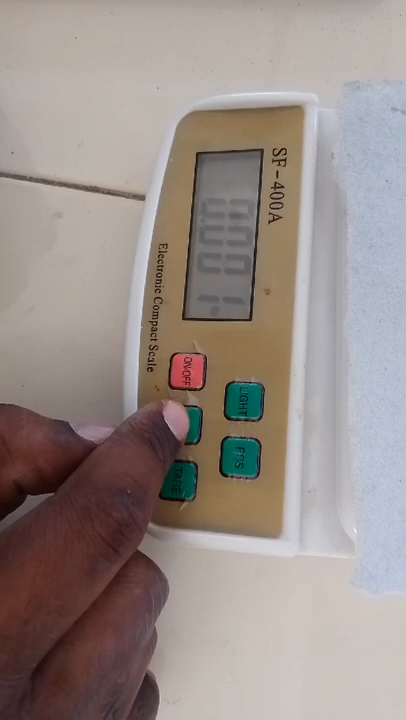 SF-400A
Electronic Compact Scale
ON/OFF
LIGHT
PCS
TARE